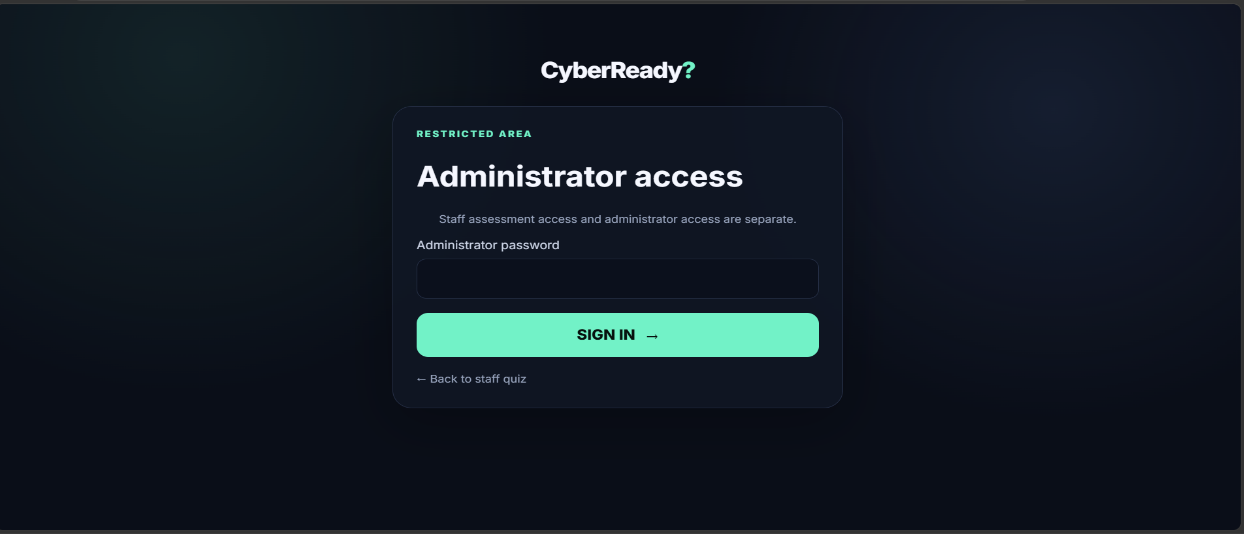 CyberReady?
RESTRICTED AREA
Administrator access
Staff assessment access and administrator access are separate.
Administrator password
SIGN IN →
← Back to staff quiz